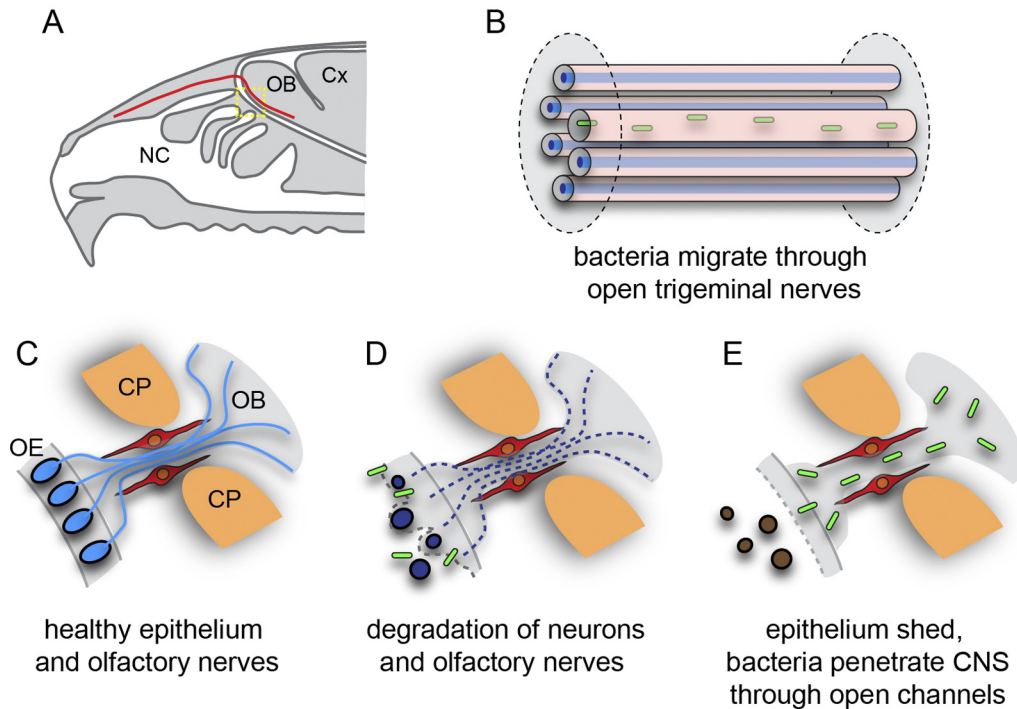 A
OB
Cx
NC
B
bacteria migrate through
open trigeminal nerves
C
CP
OB
OE
CP
healthy epithelium
and olfactory nerves
D
degradation of neurons
and olfactory nerves
E
epithelium shed,
bacteria penetrate CNS
through open channels